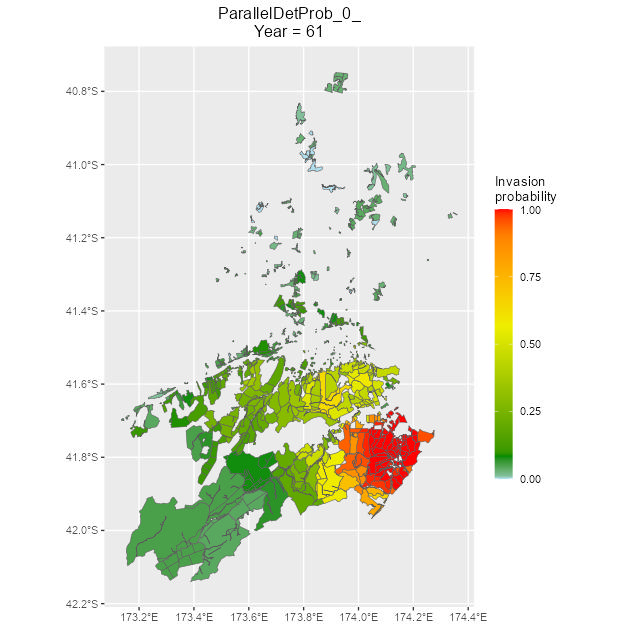 ParallelDetProb_0_
Year = 61
40.8°S
41.0°S
41.2°S
41.4°S
41.6°S
41.8°S
42.0°S
42.2°S
173.2°E 173.4°E 173.6°E 173.8°E 174.0°E 174.2°E 174.4°E
Invasion
probability
1.00
0.75
0.50
0.25
0.00